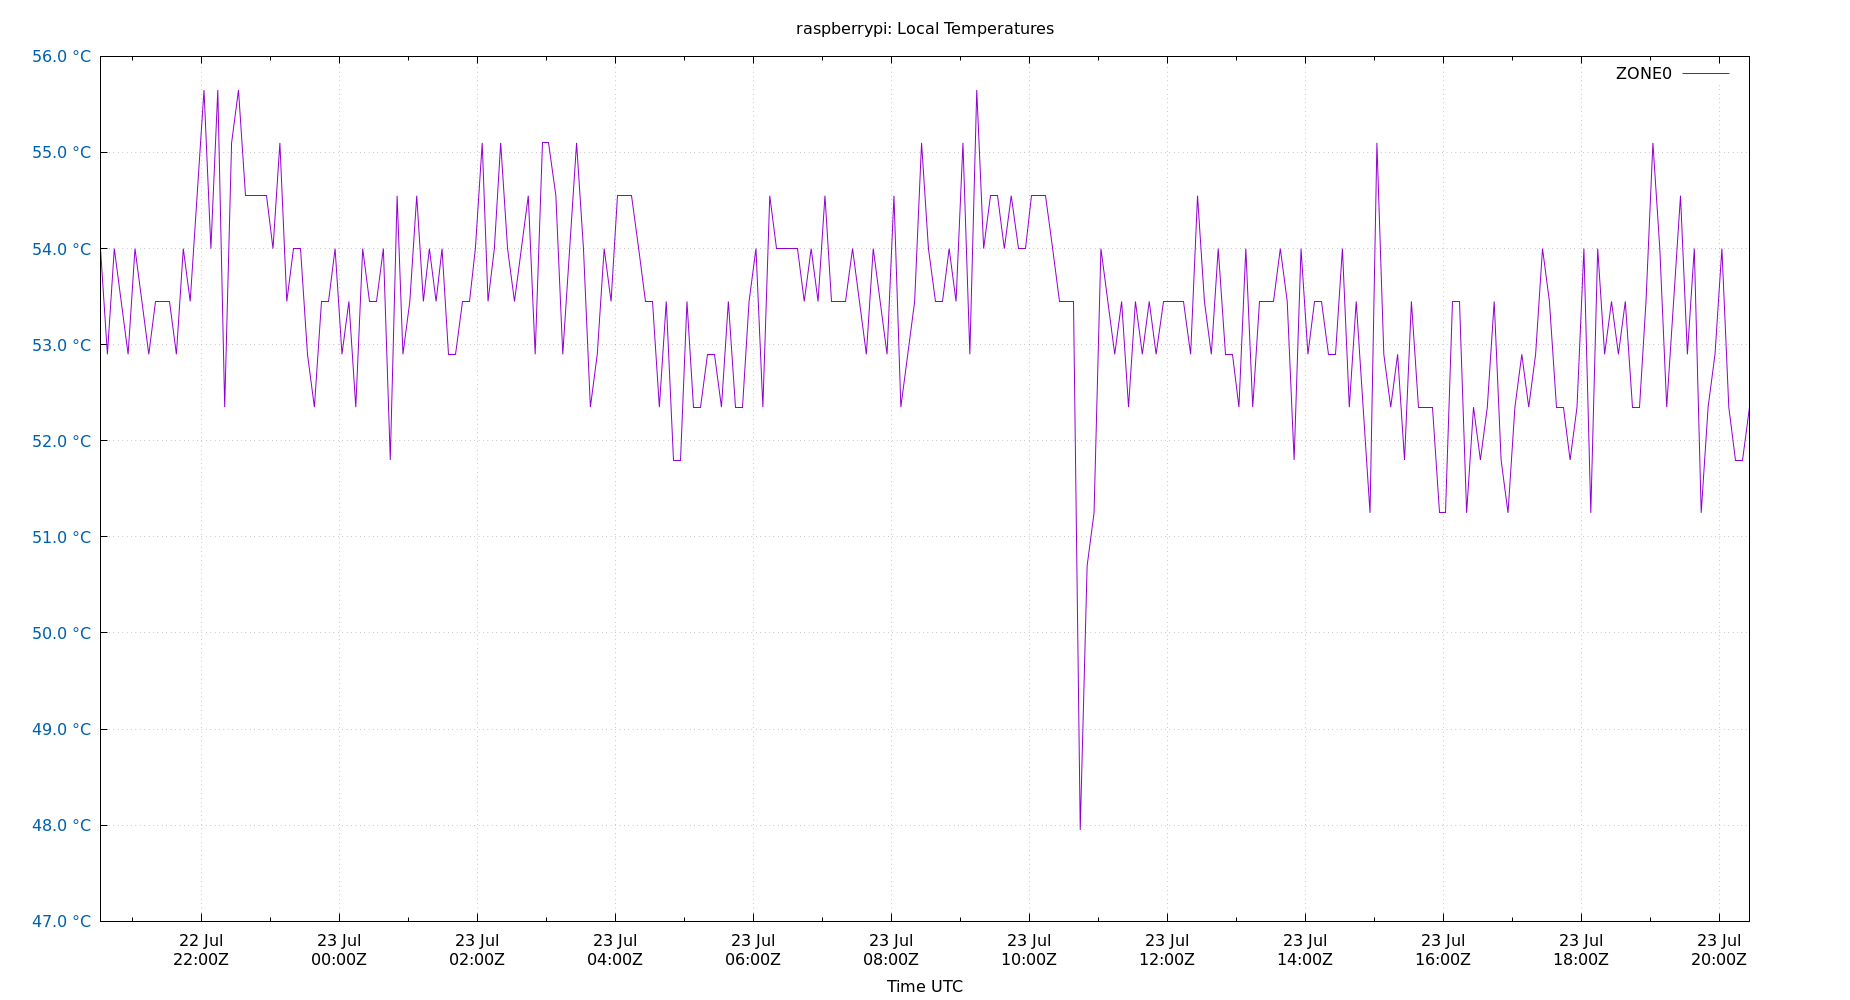 raspberrypi: Local Temperatures
56.0 °C
ZONE0
55.0 °C
54.0 °C
53.0 °C
52.0 °C
51.0 °C
50.0 °C
49.0 °C
48.0 °C
47.0 °C
22 Jul 23 Jul 23 Jul 23 Jul 23 Jul 23 Jul 23 Jul 23 Jul 23 Jul 23 Jul 23 Jul 23 Jul
22:00Z 00:00Z 02:00Z 04:00Z 06:00Z 08:00Z 10:00Z 12:00Z 14:00Z 16:00Z 18:00Z 20:00Z
Time UTC